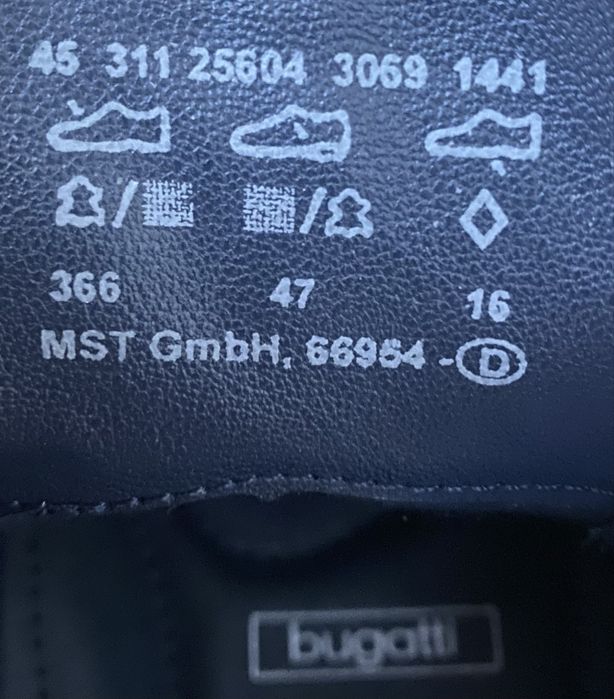 45 311 25604 3069 1441
/ /
366 47 16
MST GmbH, 66954 - D
bugatti